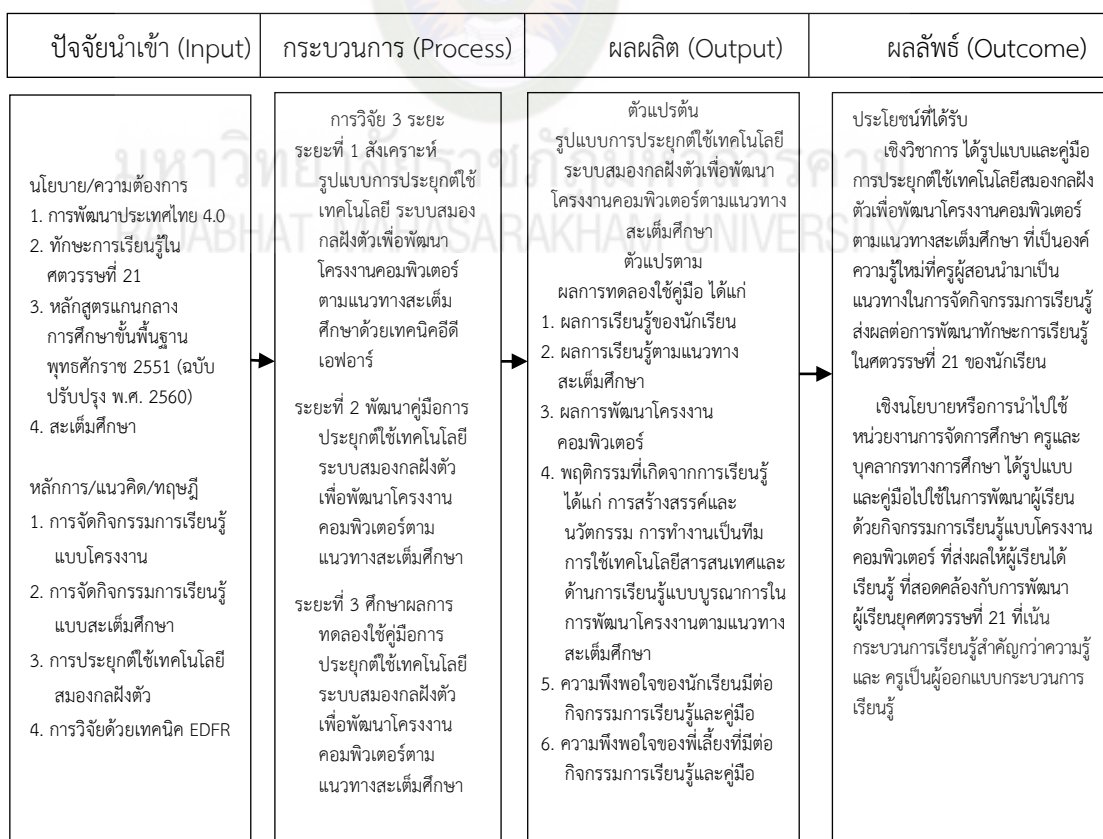 ปัจจัยนำเข้า (Input)
กระบวนการ (Process)
ผลผลิต (Output)
ผลลัพธ์ (Outcome)
นโยบาย/ความต้องการ
1. การพัฒนาประเทศไทย 4.0
2. ทักษะการเรียนรู้ใน
ศตวรรษที่ 21
3. หลักสูตรแกนกลาง
การศึกษาขั้นพื้นฐาน
พุทธศักราช 2551 (ฉบับ
ปรับปรุง พ.ศ. 2560)
4. สะเต็มศึกษา
หลักการ/แนวคิด/ทฤษฎี
1. การจัดกิจกรรมการเรียนรู้
แบบโครงงาน
2. การจัดกิจกรรมการเรียนรู้
แบบสะเต็มศึกษา
3. การประยุกต์ใช้เทคโนโลยี
สมองกลฝังตัว
4. การวิจัยด้วยเทคนิค EDFR
การวิจัย 3 ระยะ
ระยะที่ 1 สังเคราะห์
รูปแบบการประยุกต์ใช้
เทคโนโลยี ระบบสมอง
กลฝังตัวเพื่อพัฒนา
โครงงานคอมพิวเตอร์
ตามแนวทางสะเต็ม
ศึกษาด้วยเทคนิคอีดี
เอฟอาร์
ระยะที่ 2 พัฒนาคู่มือการ
ประยุกต์ใช้เทคโนโลยี
ระบบสมองกลฝังตัว
เพื่อพัฒนาโครงงาน
คอมพิวเตอร์ตาม
แนวทางสะเต็มศึกษา
ระยะที่ 3 ศึกษาผลการ
ทดลองใช้คู่มือการ
ประยุกต์ใช้เทคโนโลยี
ระบบสมองกลฝังตัว
เพื่อพัฒนาโครงงาน
คอมพิวเตอร์ตาม
แนวทางสะเต็มศึกษา
ตัวแปรต้น
รูปแบบการประยุกต์ใช้เทคโนโลยี
ระบบสมองกลฝังตัวเพื่อพัฒนา
โครงงานคอมพิวเตอร์ตามแนวทาง
สะเต็มศึกษา
ตัวแปรตาม
ผลการทดลองใช้คู่มือ ได้แก่
1. ผลการเรียนรู้ของนักเรียน
2. ผลการเรียนรู้ตามแนวทาง
สะเต็มศึกษา
3. ผลการพัฒนาโครงงาน
คอมพิวเตอร์
4. พฤติกรรมที่เกิดจากการเรียนรู้
ได้แก่ การสร้างสรรค์และ
นวัตกรรม การทำงานเป็นทีม
การใช้เทคโนโลยีสารสนเทศและ
ด้านการเรียนรู้แบบบูรณาการใน
การพัฒนาโครงงานตามแนวทาง
สะเต็มศึกษา
5. ความพึงพอใจของนักเรียนมีต่อ
กิจกรรมการเรียนรู้และคู่มือ
6. ความพึงพอใจของพี่เลี้ยงที่มีต่อ
กิจกรรมการเรียนรู้และคู่มือ
ประโยชน์ที่ได้รับ
เชิงวิชาการ ได้รูปแบบและคู่มือ
การประยุกต์ใช้เทคโนโลยีสมองกลฝัง
ตัวเพื่อพัฒนาโครงงานคอมพิวเตอร์
ตามแนวทางสะเต็มศึกษา ที่เป็นองค์
ความรู้ใหม่ที่ครูผู้สอนนำมาเป็น
แนวทางในการจัดกิจกรรมการเรียนรู้
ส่งผลต่อการพัฒนาทักษะการเรียนรู้
ในศตวรรษที่ 21 ของนักเรียน
เชิงนโยบายหรือการนำไปใช้
หน่วยงานการจัดการศึกษา ครูและ
บุคลากรทางการศึกษา ได้รูปแบบ
และคู่มือไปใช้ในการพัฒนาผู้เรียน
ด้วยกิจกรรมการเรียนรู้แบบโครงงาน
คอมพิวเตอร์ ที่ส่งผลให้ผู้เรียนได้
เรียนรู้ ที่สอดคล้องกับการพัฒนา
ผู้เรียนยุคศตวรรษที่ 21 ที่เน้น
กระบวนการเรียนรู้สำคัญกว่าความรู้
และ ครูเป็นผู้ออกแบบกระบวนการ
เรียนรู้